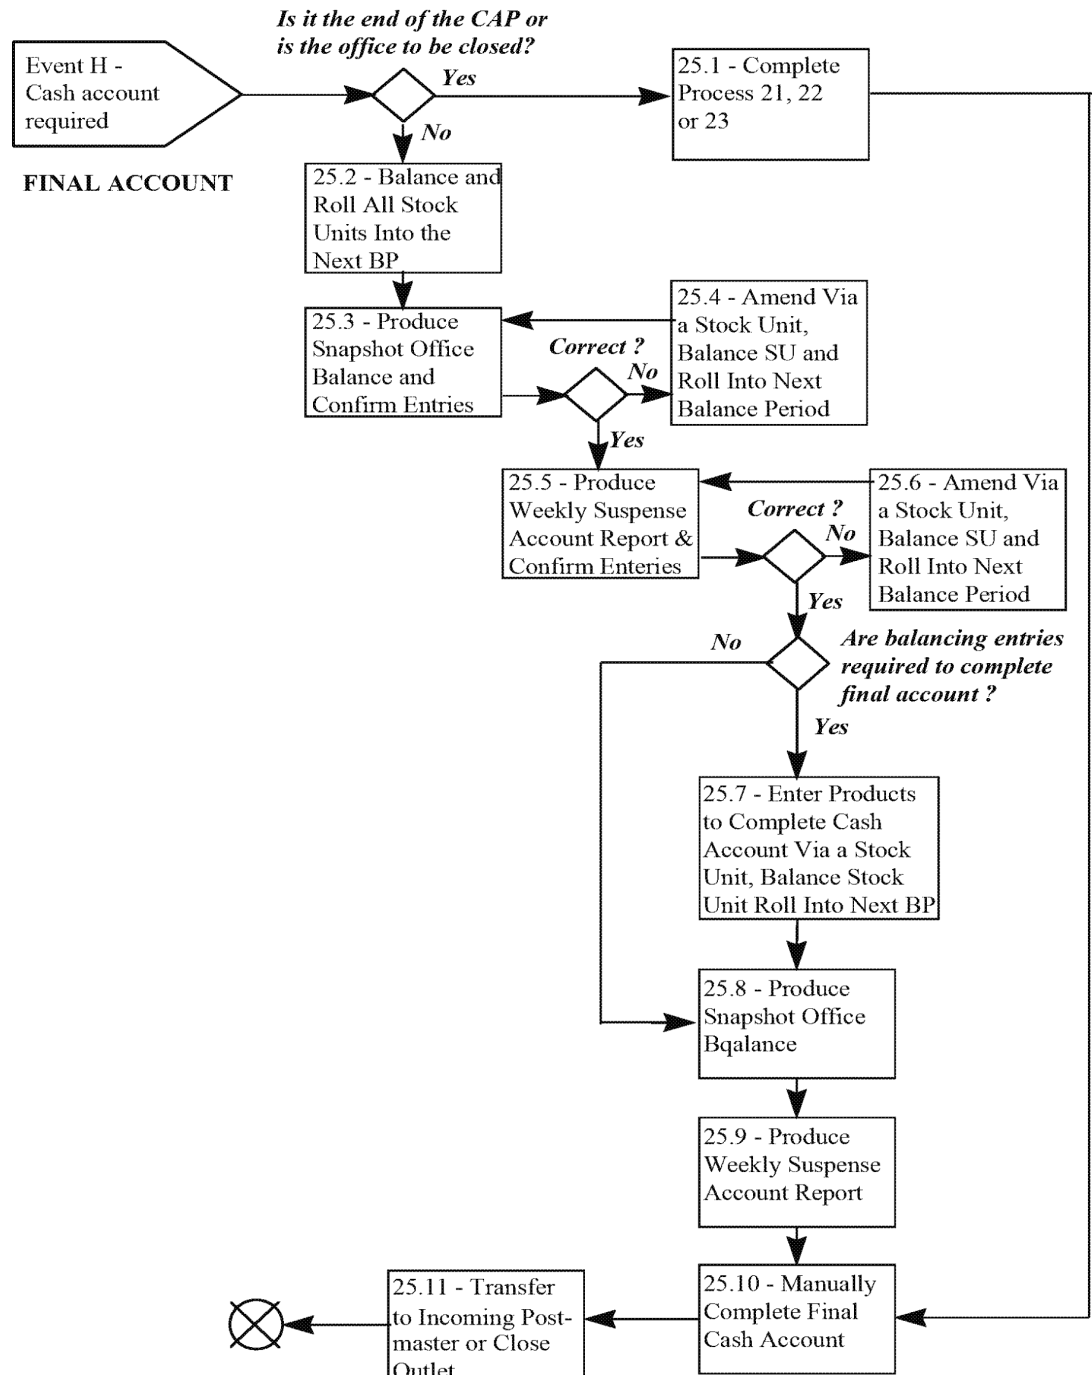 Is it the end of the CAP or
is the office to be closed?
Event H -
Cash account
required
Yes
25.1 - Complete
Process 21, 22
or 23
No
FINAL ACCOUNT
25.2 - Balance and
Roll All Stock
Units Into the
Next BP
25.3 - Produce
Snapshot Office
Balance and
Confirm Entries
Correct ?
No
25.4 - Amend Via
a Stock Unit,
Balance SU and
Roll Into Next
Balance Period
Yes
25.5 - Produce
Weekly Suspense
Account Report &
Confirm Enteries
Correct ?
No
25.6 - Amend Via
a Stock Unit,
Balance SU and
Roll Into Next
Balance Period
Yes
No
Are balancing entries
required to complete
final account ?
Yes
25.7 - Enter Products
to Complete Cash
Account Via a Stock
Unit, Balance Stock
Unit Roll Into Next BP
25.8 - Produce
Snapshot Office
Bqalance
25.9 - Produce
Weekly Suspense
Account Report
25.10 - Manually
Complete Final
Cash Account
25.11 - Transfer
to Incoming Post-
master or Close
Outlet